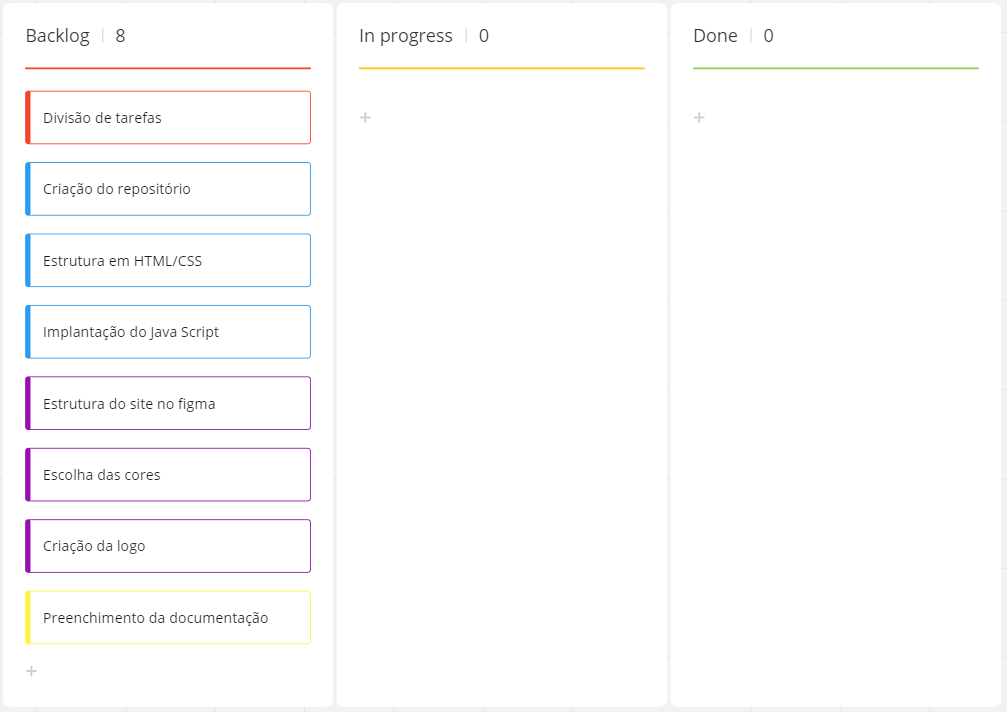 Backlog | 8
Divisão de tarefas
Criação do repositório
Estrutura em HTML/CSS
Implantação do Java Script
Estrutura do site no figma
Escolha das cores
Criação da logo
Preenchimento da documentação
+
In progress | 0
+
Done | 0
+